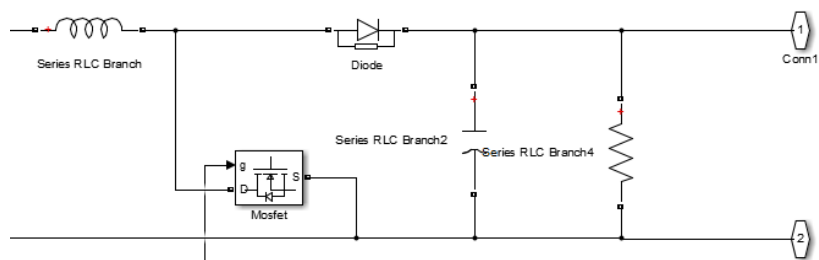 1
Series RLC Branch
Diode
Conn1
Series RLC Branch2
Series RLC Branch4
g
D
S
Mosfet
2